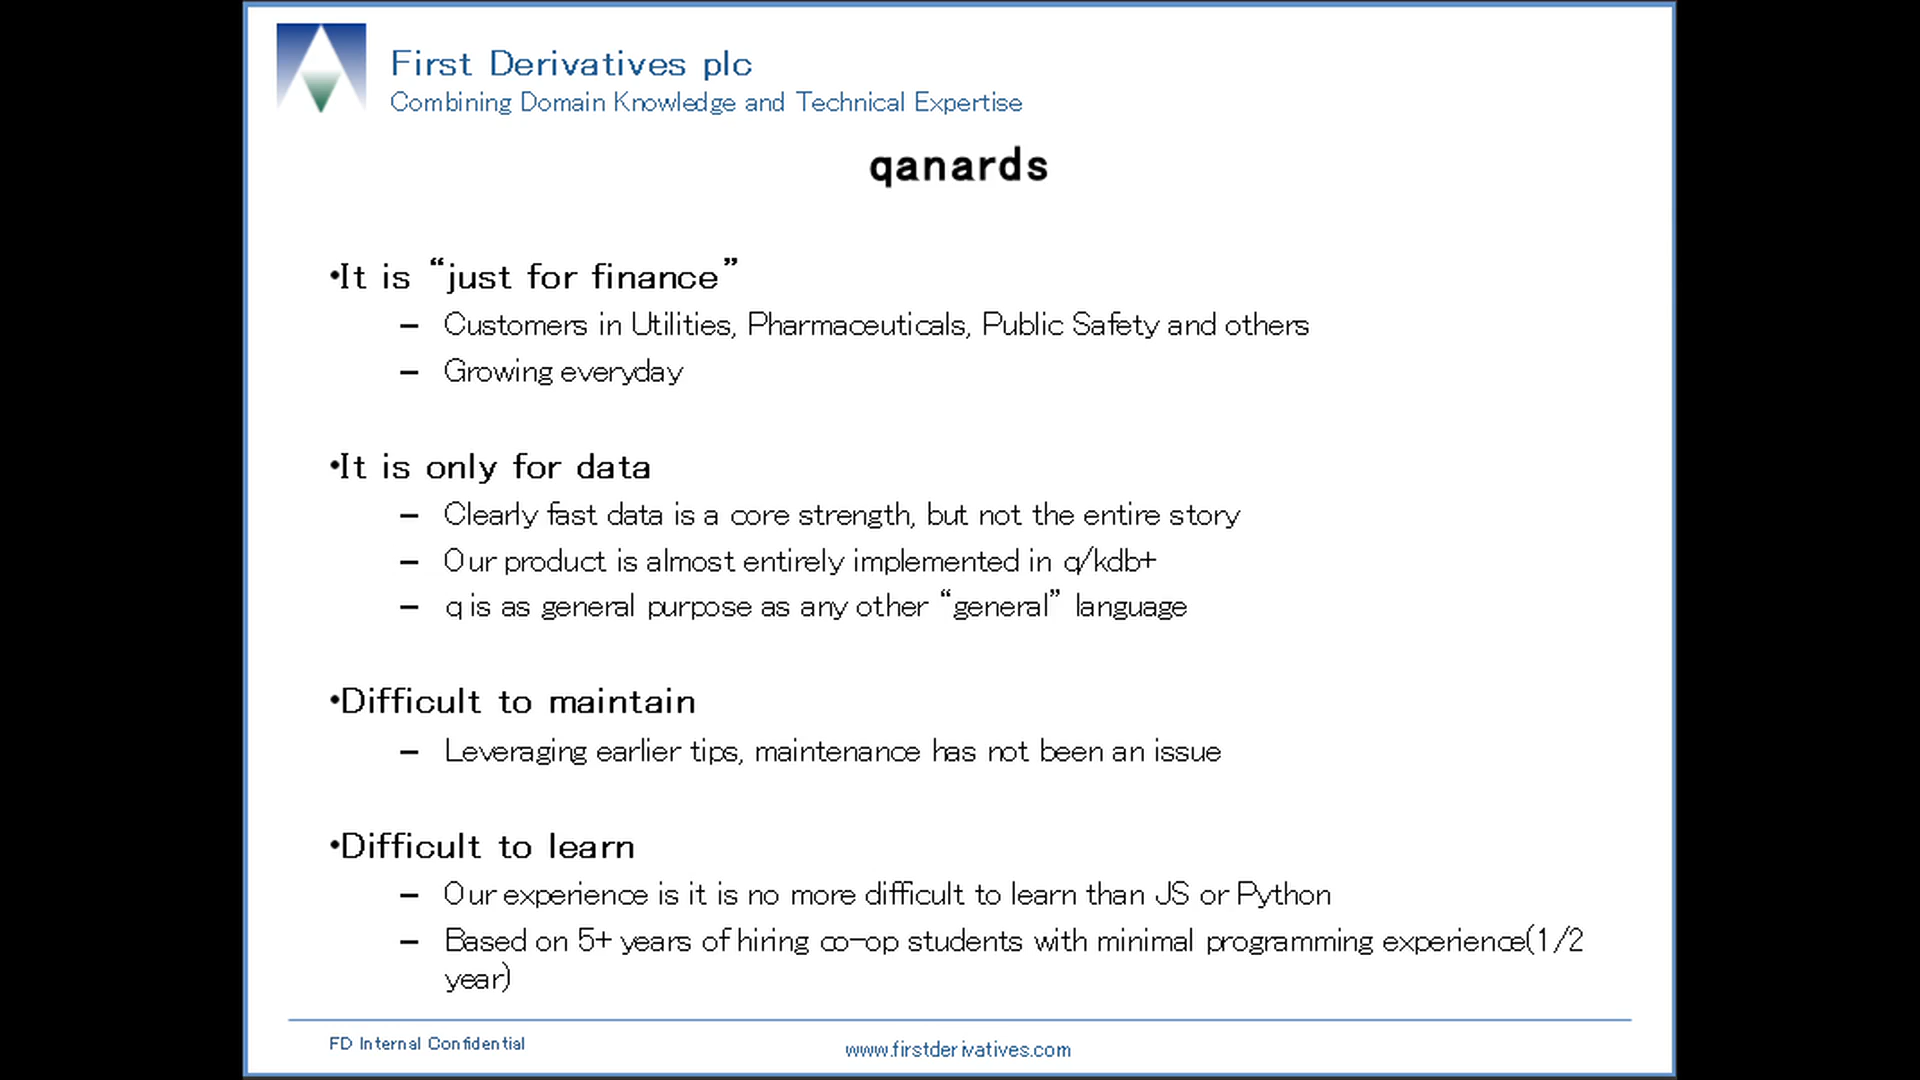 First Derivatives plc
Combining Domain Knowledge and Technical Expertise
qanards
•It is “just for finance”
– Customers in Utilities, Pharmaceuticals, Public Safety and others
– Growing everyday
•It is only for data
– Clearly fast data is a core strength, but not the entire story
– Our product is almost entirely implemented in q/kdb+
– q is as general purpose as any other “general” language
•Difficult to maintain
– Leveraging earlier tips, maintenance has not been an issue
•Difficult to learn
– Our experience is it is no more difficult to learn than JS or Python
– Based on 5+ years of hiring co-op students with minimal programming experience(1/2
year)
FD Internal Confidential
www.firstderivatives.com